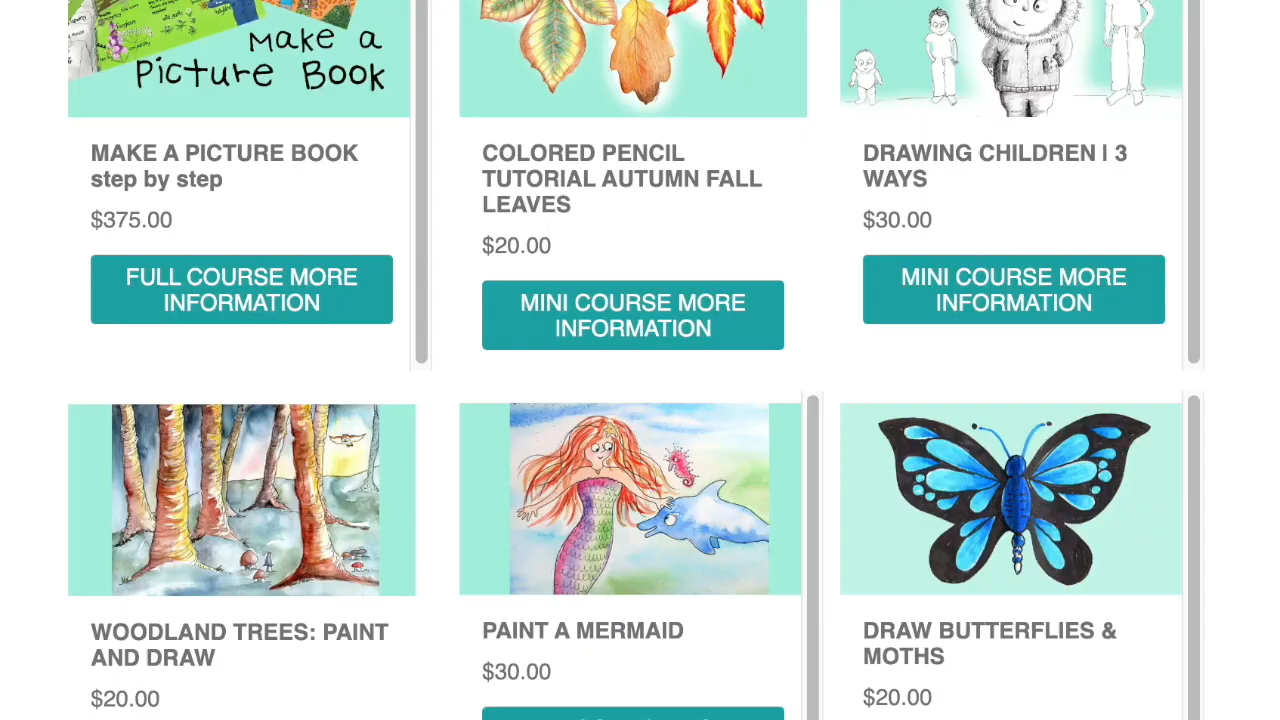 Make a
Picture Book
MAKE A PICTURE BOOK
step by step
$375.00
FULL COURSE MORE
INFORMATION
COLORED PENCIL
TUTORIAL AUTUMN FALL
LEAVES
$20.00
MINI COURSE MORE
INFORMATION
DRAWING CHILDREN | 3
WAYS
$30.00
MINI COURSE MORE
INFORMATION
WOODLAND TREES: PAINT
AND DRAW
$20.00
PAINT A MERMAID
$30.00
DRAW BUTTERFLIES &
MOTHS
$20.00